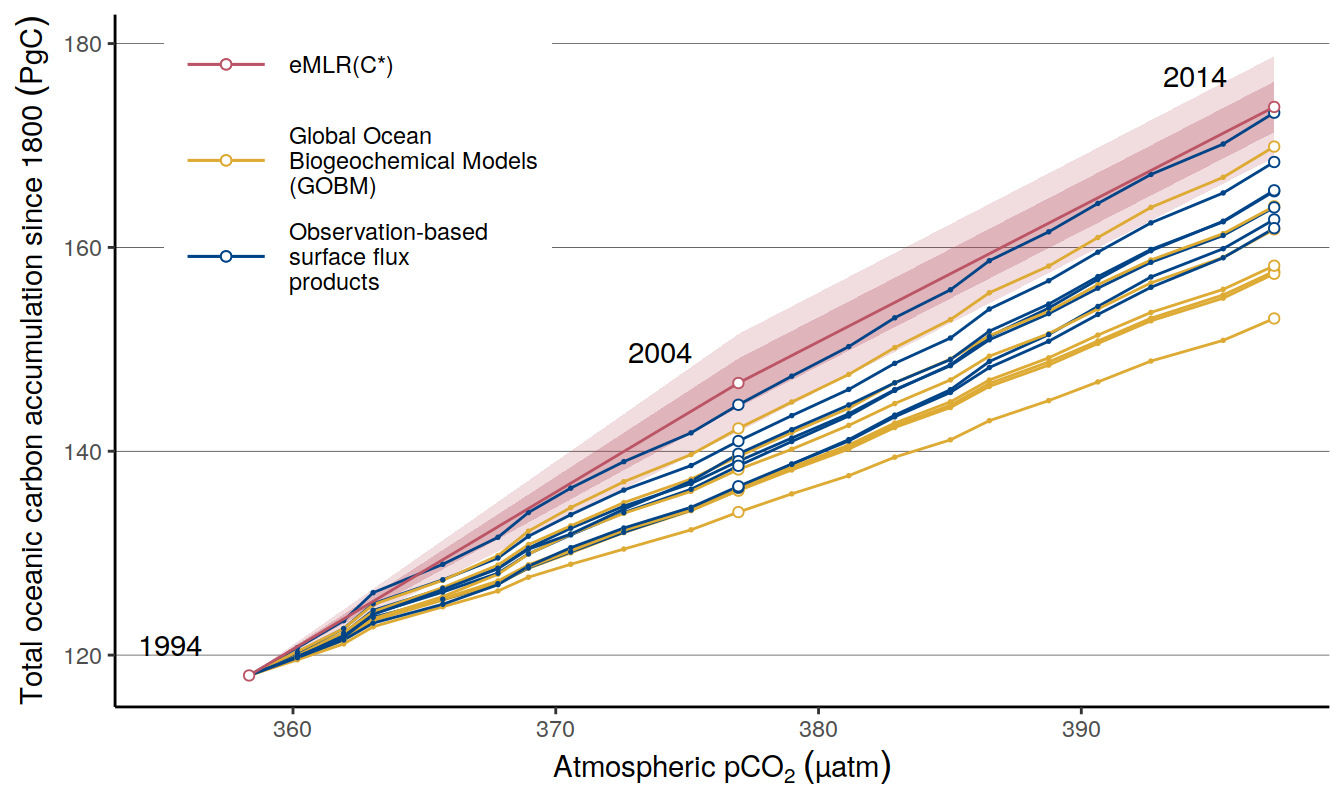 Total oceanic carbon accumulation since 1800 (PgC)
180
160
140
120
eMLR(C*)
Global Ocean
Biogeochemical Models
(GOBM)
Observation-based
surface flux
products
2014
2004
1994
360
370
380
390
Atmospheric pCO₂ (µatm)